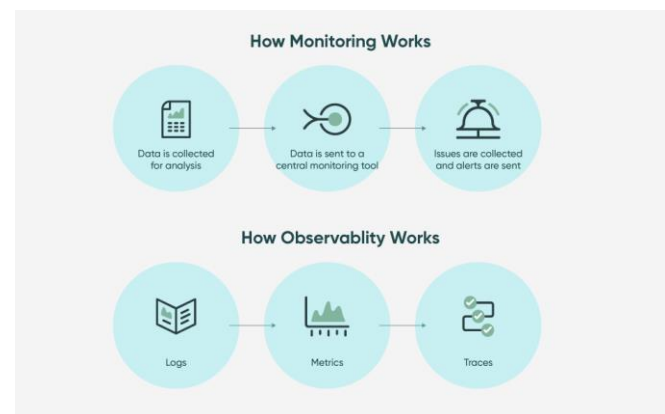 How Monitoring Works
Data is collected
for analysis
Data is sent to a
central monitoring tool
Issues are collected
and alerts are sent
How Observablity Works
Logs
Metrics
Traces